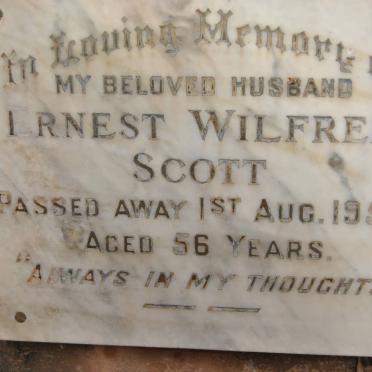 In Loving Memory
MY BELOVED HUSBAND
ERNEST WILFRE
SCOTT
PASSED AWAY 1ST AUG. 19
AGED 56 YEARS.
"ALWAYS IN MY THOUGHT